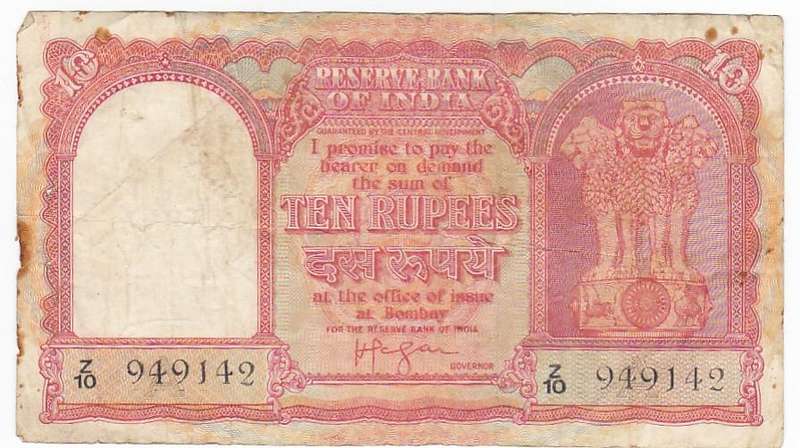 10
10
RESERVE BANK
OF INDIA
GUARANTEED BY THE CENTRAL GOVERNMENT
I promise to pay the
bearer on demand
the sum of
TEN RUPEES
दस रूपये
at the office of issue
at Bombay
FOR THE RESERVE BANK OF INDIA
GOVERNOR
Z/10 949142
Z/10 949142